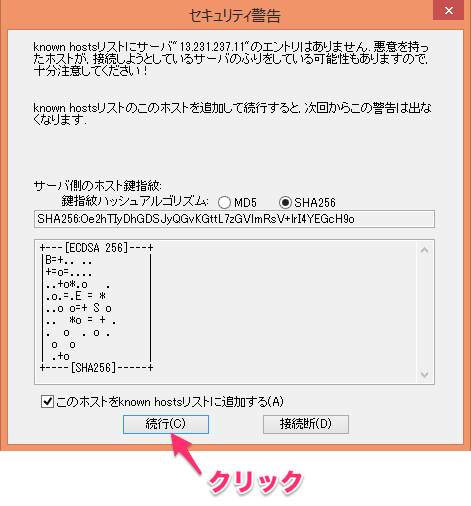 セキュリティ警告
known hostsリストにサーバ"13.231.237.11"のエントリはありません. 悪意を持っ
たホストが, 接続しようとしているサーバのふりをしている可能性もありますので,
十分注意してください!
known hostsリストのこのホストを追加して続行すると, 次回からこの警告は出な
くなります.
サーバ側のホスト鍵指紋:
鍵指紋ハッシュアルゴリズム: MD5 SHA256
SHA256:Oe2hTIyDhGDSJyQGvKGttL7zGVlmRsV+IrI4YEGcH9o
+---[ECDSA 256]---+
|B=+.. ..         |
|+=o=....         |
|..+o*.o   .      |
|.o.=.E = *       |
|..o o=+ S o      |
|..  *o = + .     |
|.  o  . o .      |
| o  o            |
| .+o             |
+----[SHA256]-----+
このホストをknown hostsリストに追加する(A)
続行(C) 接続断(D)
クリック